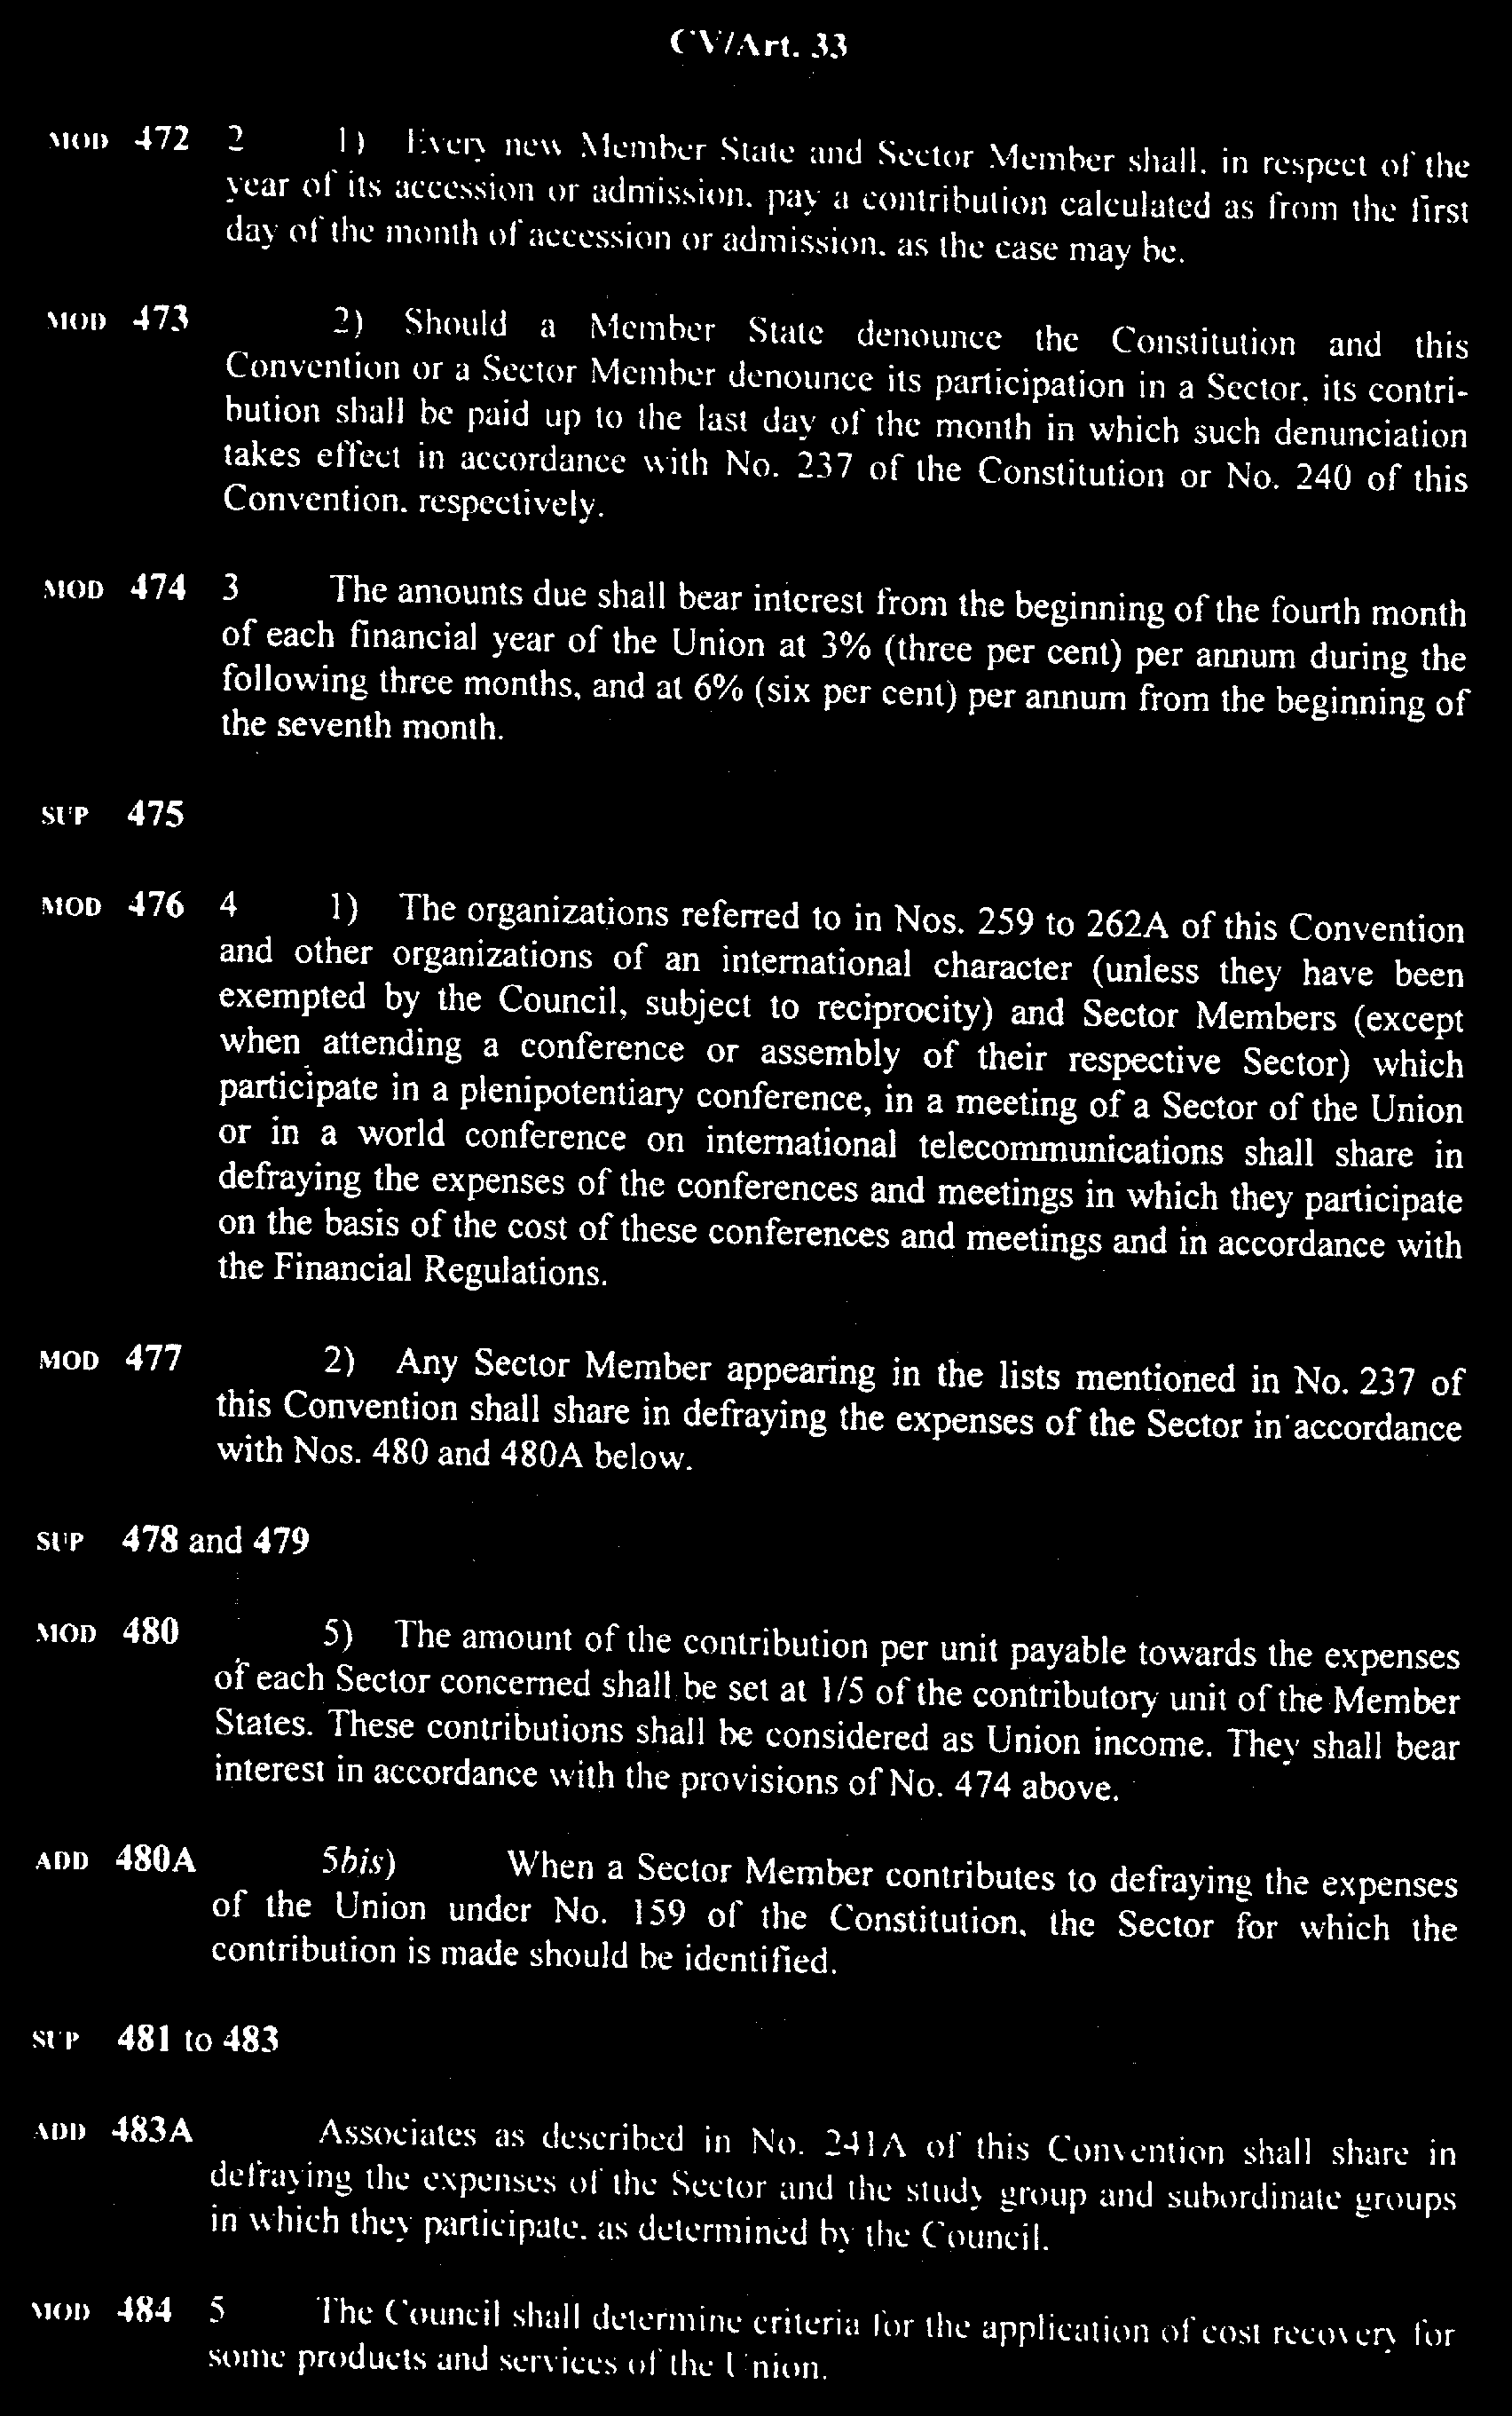 CV/Art. 33
MOD 472 2 1) Every new Member State and Sector Member shall, in respect of the
year of its accession or admission, pay a contribution calculated as from the first
day of the month of accession or admission, as the case may be.
MOD 473 2) Should a Member State denounce the Constitution and this
Convention or a Sector Member denounce its participation in a Sector, its contri-
bution shall be paid up to the last day of the month in which such denunciation
takes effect in accordance with No. 237 of the Constitution or No. 240 of this
Convention, respectively.
MOD 474 3 The amounts due shall bear interest from the beginning of the fourth month
of each financial year of the Union at 3% (three per cent) per annum during the
following three months, and at 6% (six per cent) per annum from the beginning of
the seventh month.
SUP 475
MOD 476 4 1) The organizations referred to in Nos. 259 to 262A of this Convention
and other organizations of an international character (unless they have been
exempted by the Council, subject to reciprocity) and Sector Members (except
when attending a conference or assembly of their respective Sector) which
participate in a plenipotentiary conference, in a meeting of a Sector of the Union
or in a world conference on international telecommunications shall share in
defraying the expenses of the conferences and meetings in which they participate
on the basis of the cost of these conferences and meetings and in accordance with
the Financial Regulations.
MOD 477 2) Any Sector Member appearing in the lists mentioned in No. 237 of
this Convention shall share in defraying the expenses of the Sector in accordance
with Nos. 480 and 480A below.
SUP 478 and 479
MOD 480 5) The amount of the contribution per unit payable towards the expenses
of each Sector concerned shall be set at 1/5 of the contributory unit of the Member
States. These contributions shall be considered as Union income. They shall bear
interest in accordance with the provisions of No. 474 above.
ADD 480A 5bis) When a Sector Member contributes to defraying the expenses
of the Union under No. 159 of the Constitution, the Sector for which the
contribution is made should be identified.
SUP 481 to 483
ADD 483A Associates as described in No. 241A of this Convention shall share in
defraying the expenses of the Sector and the study group and subordinate groups
in which they participate, as determined by the Council.
MOD 484 5 The Council shall determine criteria for the application of cost recovery for
some products and services of the Union.